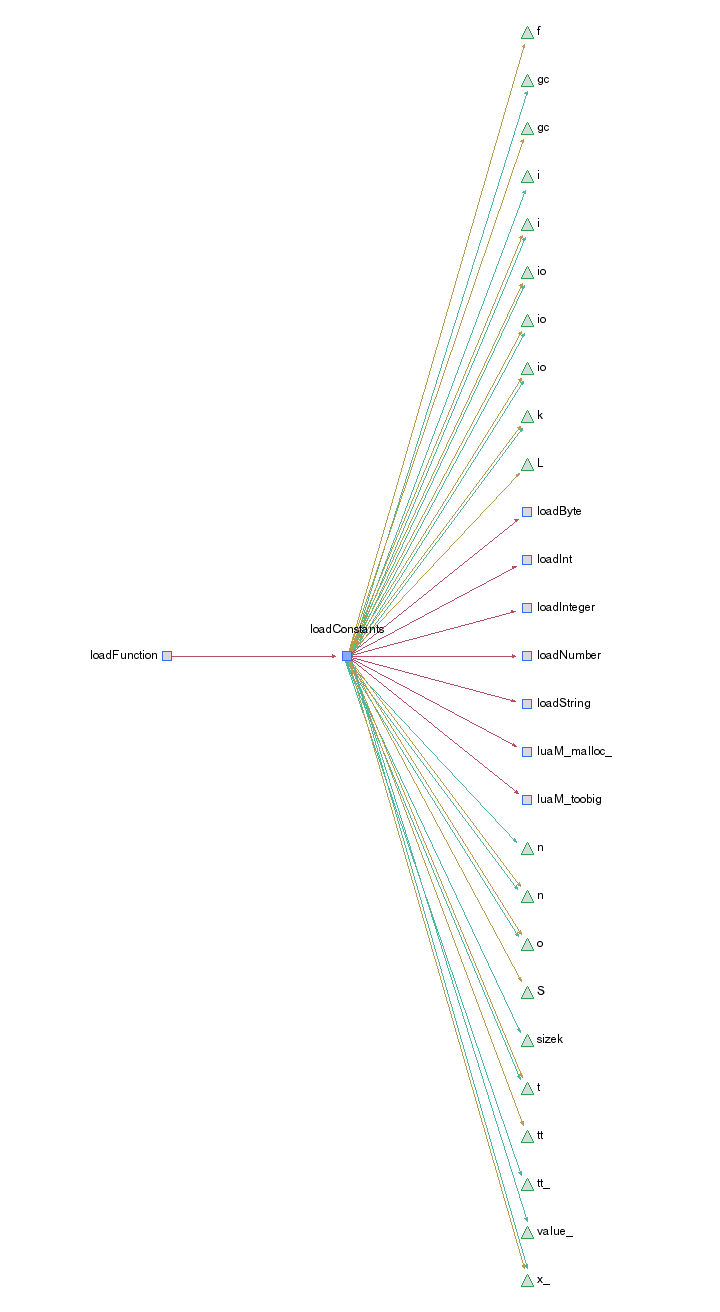 f
gc
gc
i
i
io
io
io
k
L
loadByte
loadInt
loadInteger
loadConstants
loadFunction
loadNumber
loadString
luaM_malloc_
luaM_toobig
n
n
o
S
sizek
t
tt
tt_
value_
x_